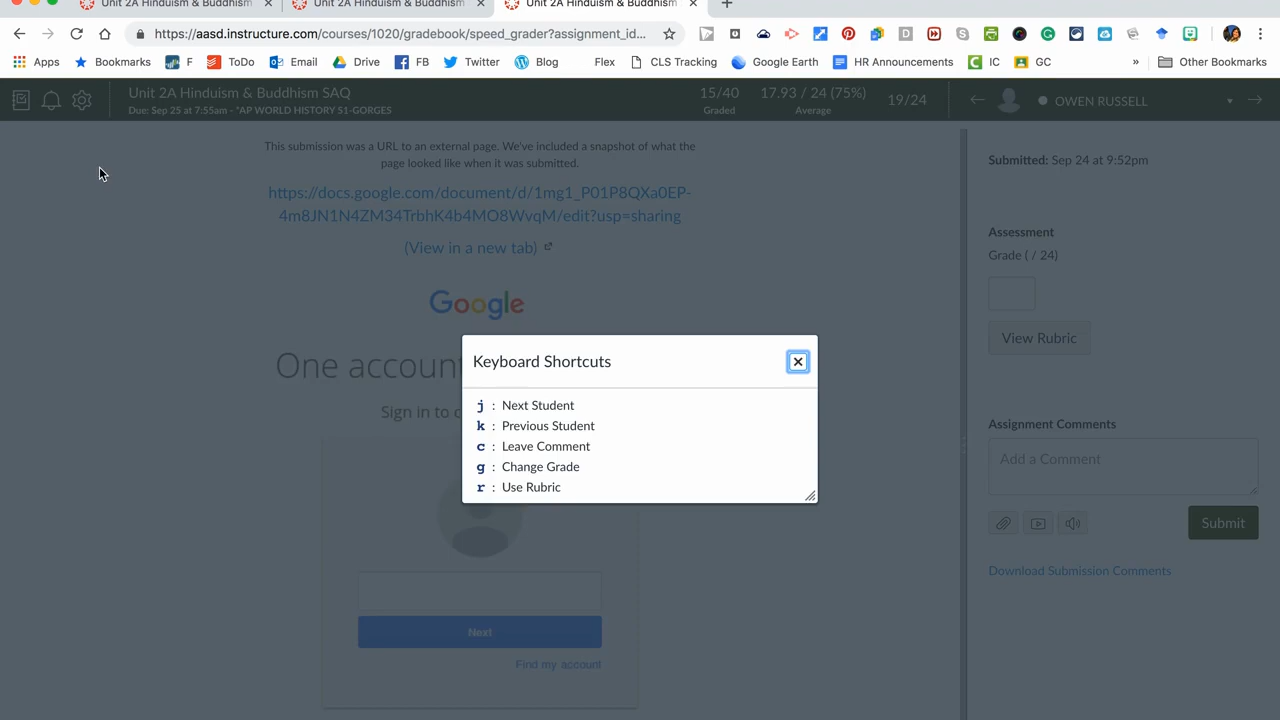 Unit 2A Hinduism & Buddhism
Unit 2A Hinduism & Buddhism
Unit 2A Hinduism & Buddhism
https://aasd.instructure.com/courses/1020/gradebook/speed_grader?assignment_id...
Apps Bookmarks F ToDo Email Drive FB Twitter Blog Flex CLS Tracking Google Earth HR Announcements IC GC » Other Bookmarks
Unit 2A Hinduism & Buddhism SAQ
Due: Sep 25 at 7:55am - "AP WORLD HISTORY 51-GORGES
15/40
Graded
17.93 / 24 (75%)
Average
19/24
OWEN RUSSELL
This submission was a URL to an external page. We've included a snapshot of what the
page looked like when it was submitted.
https://docs.google.com/document/d/1mg1_P01P8QXa0EP-
4m8JN1N4ZM34TrbhK4b4MO8WvqM/edit?usp=sharing
(View in a new tab)
Google
One account
Sign in to c
Next
Find my account
Keyboard Shortcuts
j : Next Student
k : Previous Student
c : Leave Comment
g : Change Grade
r : Use Rubric
Submitted: Sep 24 at 9:52pm
Assessment
Grade ( / 24)
View Rubric
Assignment Comments
Add a Comment
Submit
Download Submission Comments